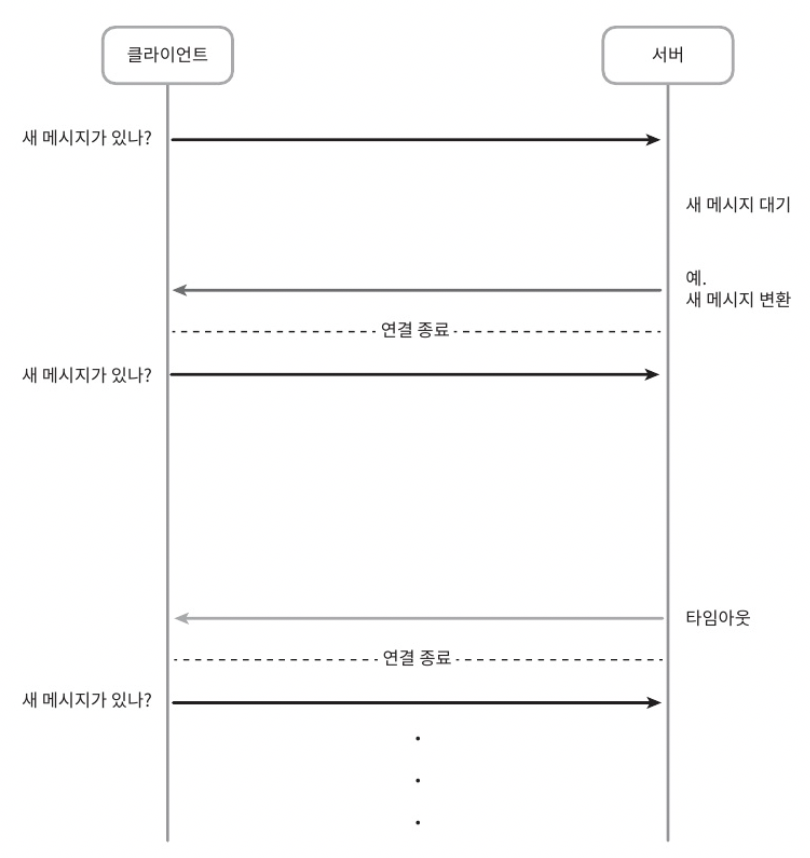 클라이언트
서버
새 메시지가 있나?
새 메시지 대기
예.
새 메시지 변환
연결 종료
새 메시지가 있나?
타임아웃
연결 종료
새 메시지가 있나?